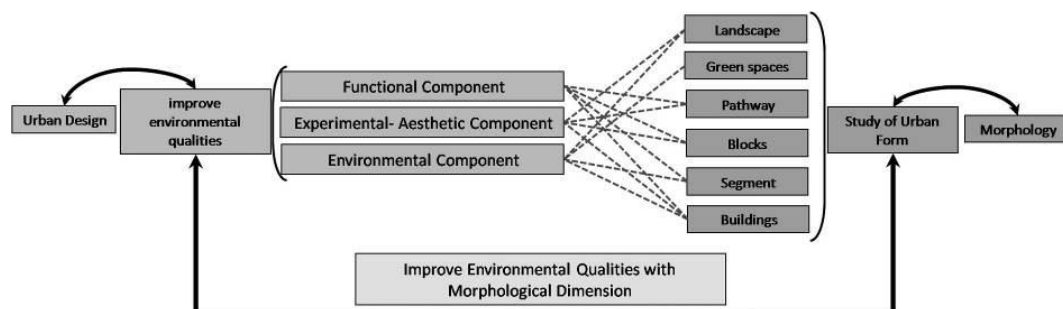 Urban Design
improve
environmental
qualities
Functional Component
Experimental- Aesthetic Component
Environmental Component
Landscape
Green spaces
Pathway
Blocks
Segment
Buildings
Study of Urban
Form
Morphology
Improve Environmental Qualities with
Morphological Dimension